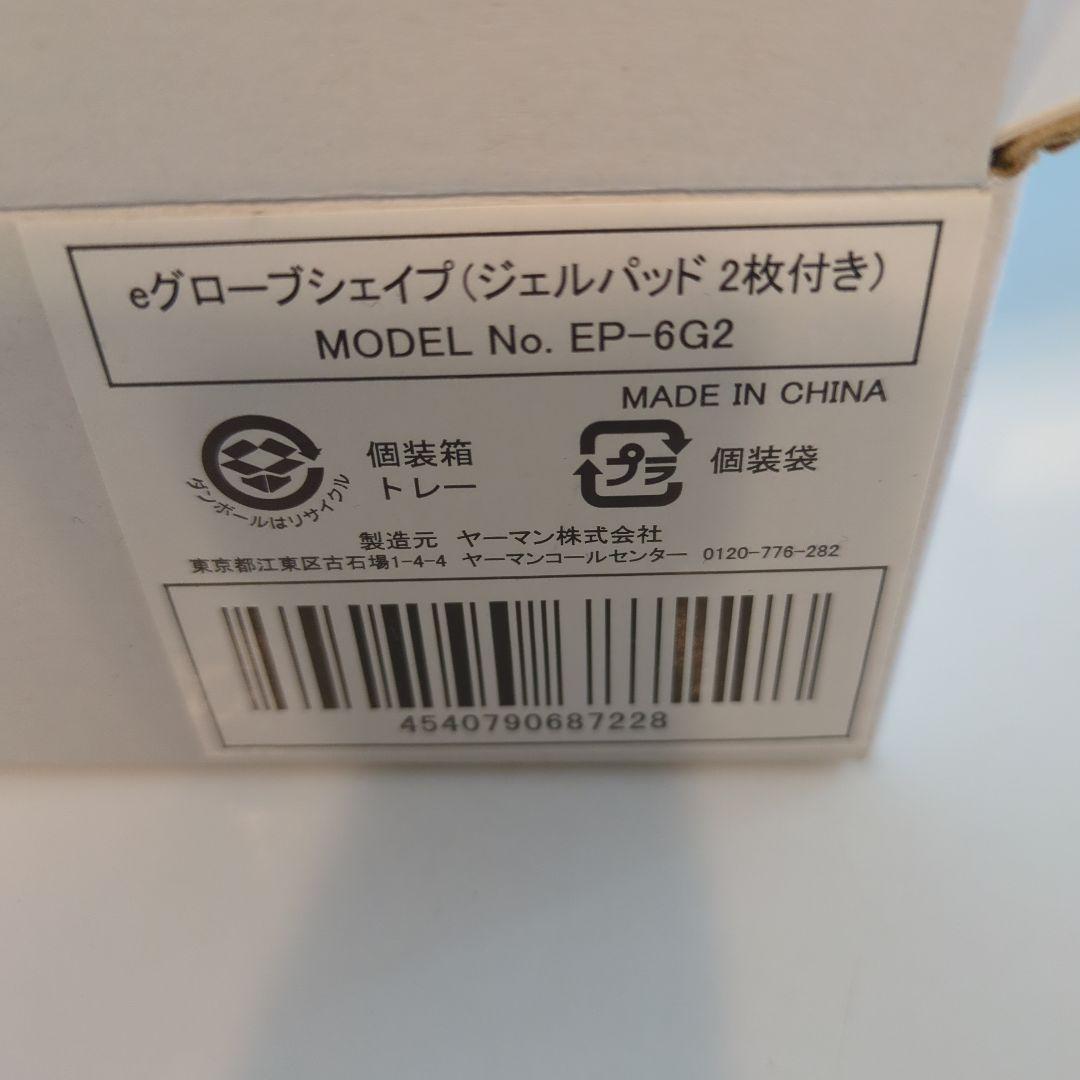 eグローブシェイプ(ジェルパッド 2枚付き)
MODEL No. EP-6G2
MADE IN CHINA
個装箱
トレー
ダンボールはリサイクル
プラ
個装袋
製造元 ヤーマン株式会社
東京都江東区古石場1-4-4 ヤーマンコールセンター 0120-776-282
4540790687228